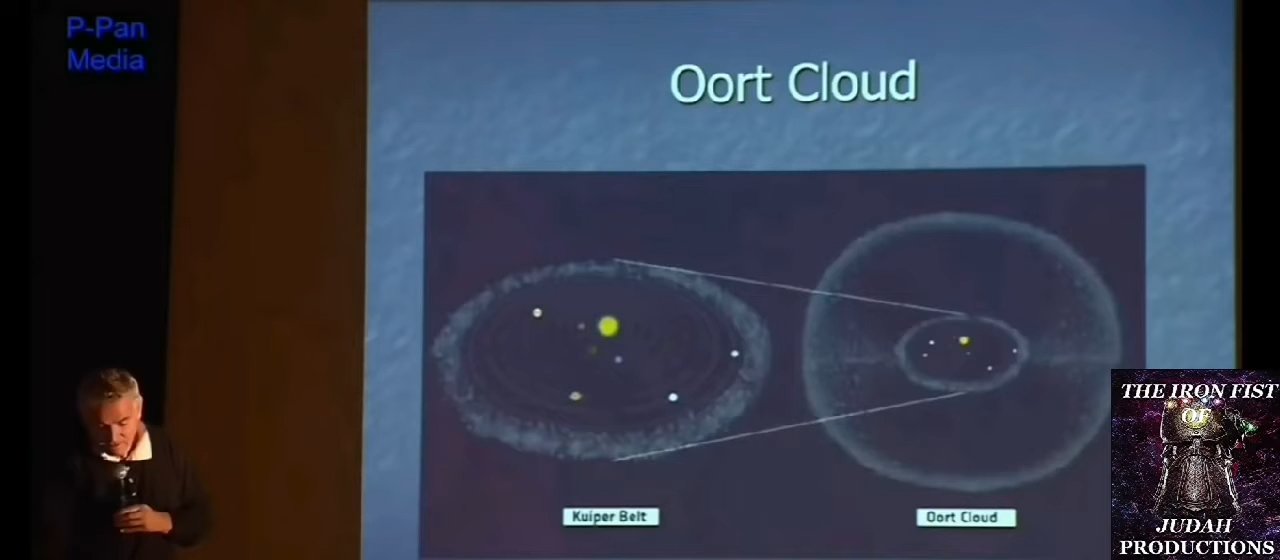 P-Pan
Media
Oort Cloud
Kuiper Belt
Oort Cloud
THE IRON FIST
OF
JUDAH
PRODUCTIONS